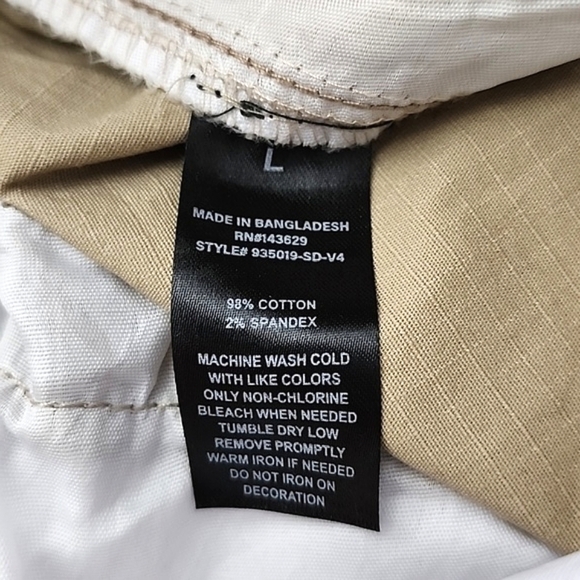 L
MADE IN BANGLADESH
RN#143629
STYLE# 935019-SD-V4
98% COTTON
2% SPANDEX
MACHINE WASH COLD
WITH LIKE COLORS
ONLY NON-CHLORINE
BLEACH WHEN NEEDED
TUMBLE DRY LOW
REMOVE PROMPTLY
WARM IRON IF NEEDED
DO NOT IRON ON
DECORATION